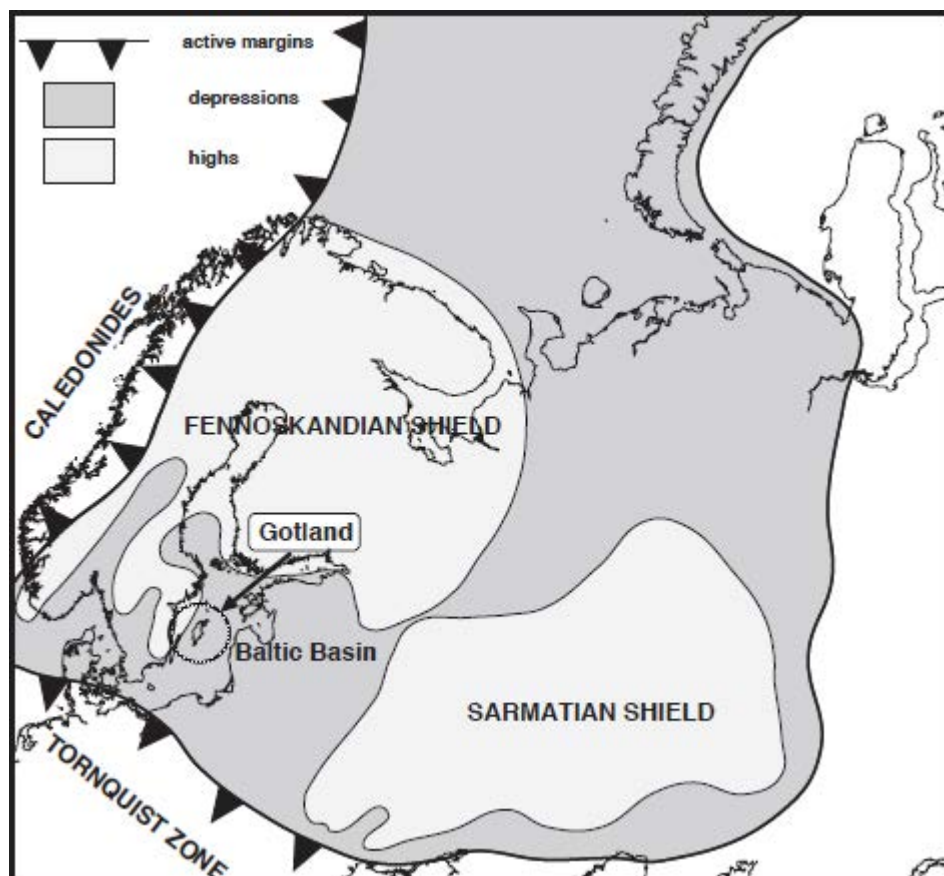 active margins
depressions
highs
CALEDONIDES
FENNOSKANDIAN SHIELD
Gotland
Baltic Basin
SARMATIAN SHIELD
TORNQUIST ZONE